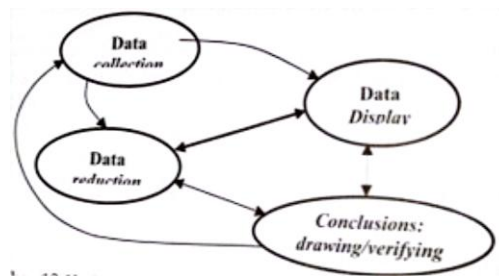 Data
collection
Data
Display
Data
reduction
Conclusions:
drawing/verifying